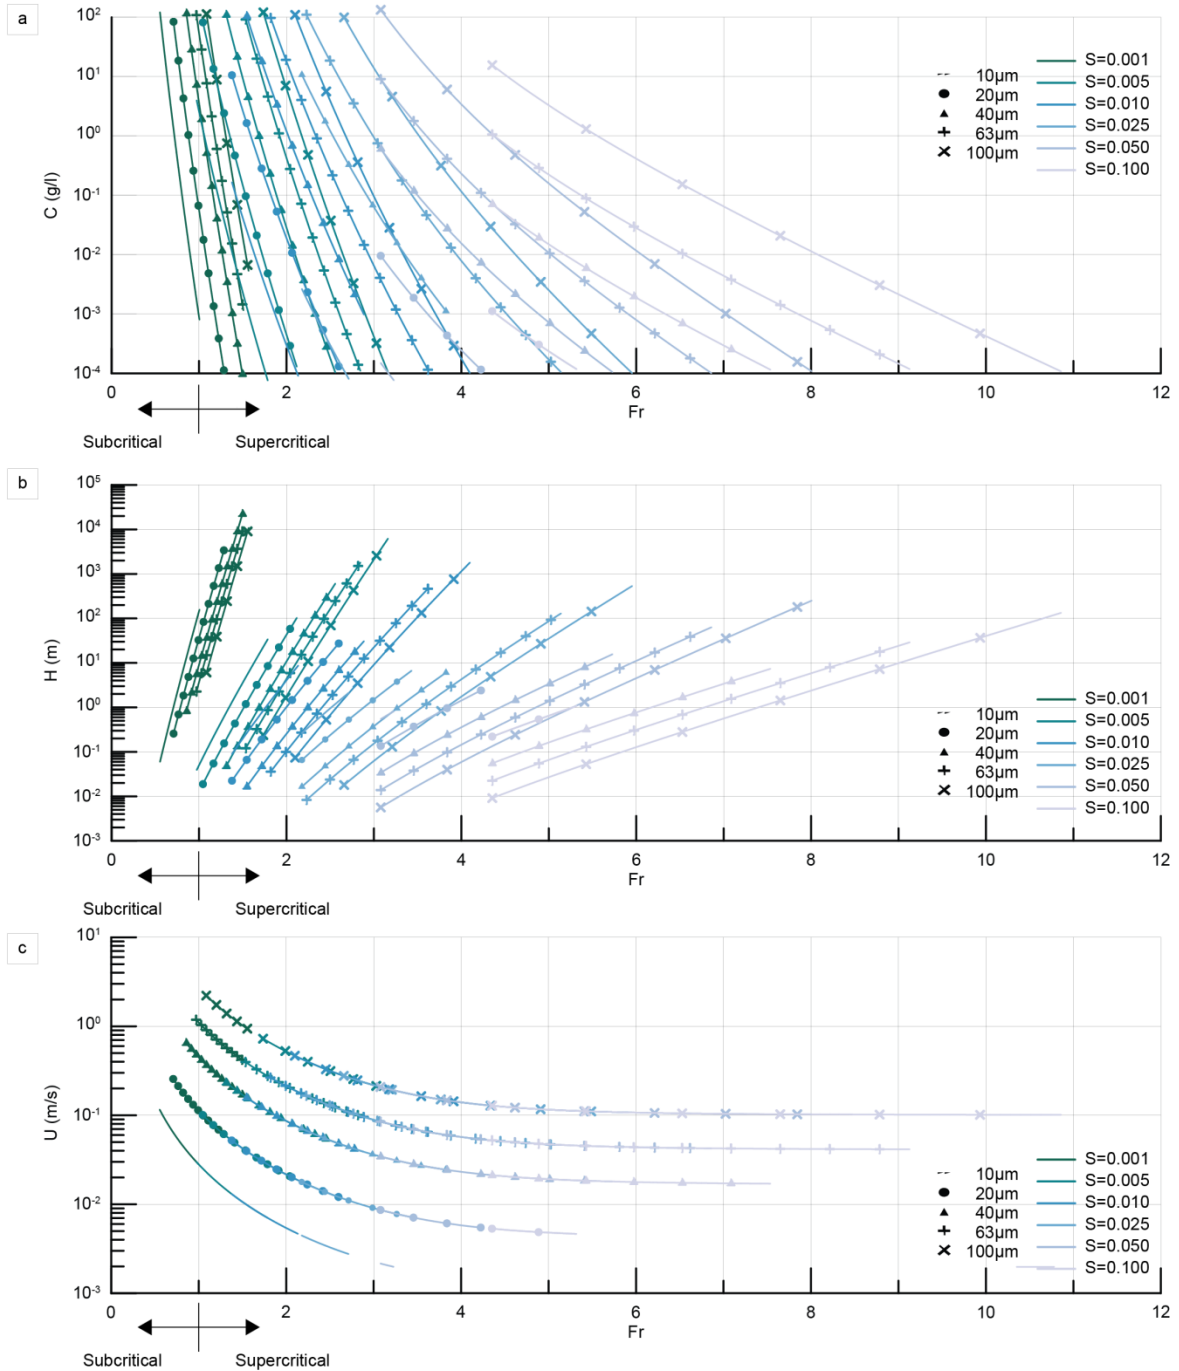 a
10²
10¹
10⁰
10⁻¹
10⁻²
10⁻³
10⁻⁴
C (g/l)
10µm
20µm
40µm
63µm
100µm
S=0.001
S=0.005
S=0.010
S=0.025
S=0.050
S=0.100
0 2 4 6 8 10 12
Fr
Subcritical Supercritical
b
10⁵
10⁴
10³
10²
10¹
10⁰
10⁻¹
10⁻²
10⁻³
H (m)
10µm
20µm
40µm
63µm
100µm
S=0.001
S=0.005
S=0.010
S=0.025
S=0.050
S=0.100
0 2 4 6 8 10 12
Fr
Subcritical Supercritical
c
10¹
10⁰
10⁻¹
10⁻²
10⁻³
U (m/s)
10µm
20µm
40µm
63µm
100µm
S=0.001
S=0.005
S=0.010
S=0.025
S=0.050
S=0.100
0 2 4 6 8 10 12
Fr
Subcritical Supercritical